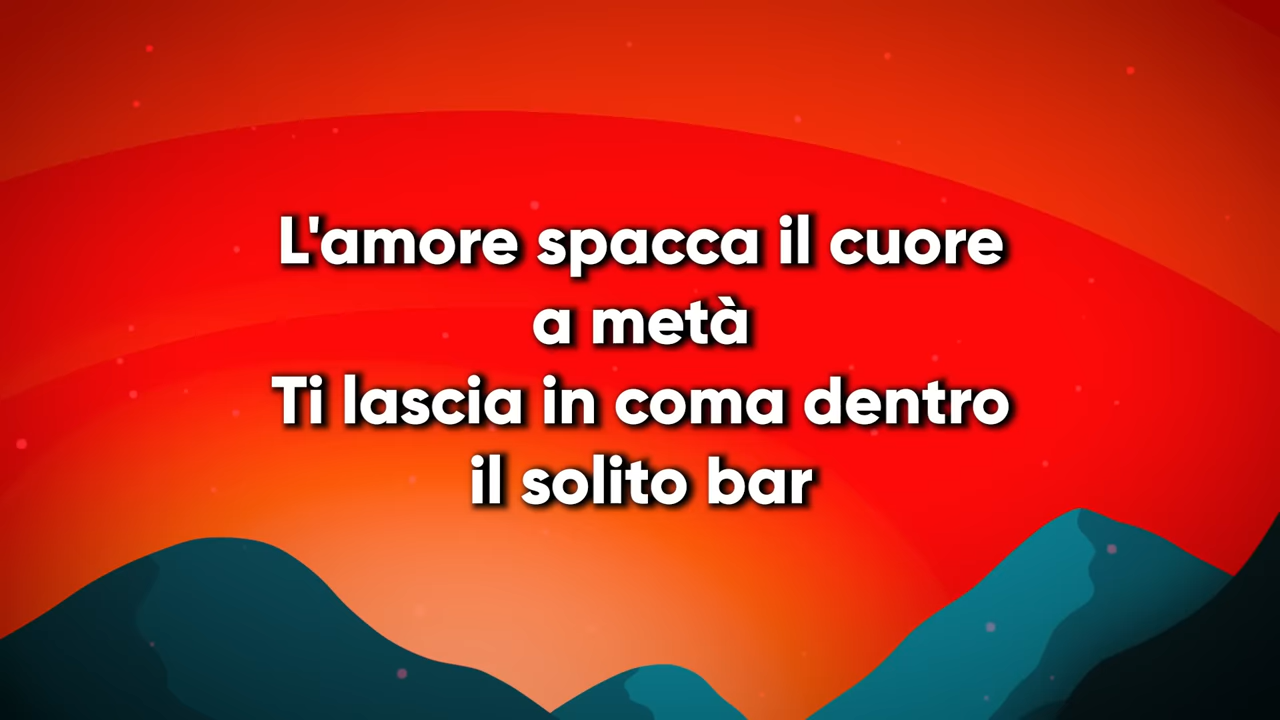 L'amore spacca il cuore
a metà
Ti lascia in coma dentro
il solito bar